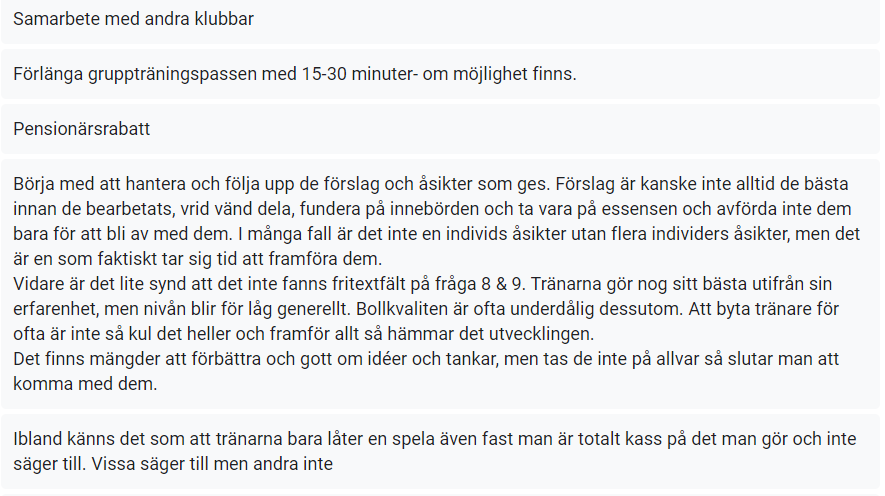 Samarbete med andra klubbar
Förlänga gruppträningspassen med 15-30 minuter- om möjlighet finns.
Pensionärsrabatt
Börja med att hantera och följa upp de förslag och åsikter som ges. Förslag är kanske inte alltid de bästa
innan de bearbetats, vrid vänd dela, fundera på innebörden och ta vara på essensen och avförda inte dem
bara för att bli av med dem. I många fall är det inte en individs åsikter utan flera individers åsikter, men det
är en som faktiskt tar sig tid att framföra dem.
Vidare är det lite synd att det inte fanns fritextfält på fråga 8 & 9. Tränarna gör nog sitt bästa utifrån sin
erfarenhet, men nivån blir för låg generellt. Bollkvaliten är ofta underdålig dessutom. Att byta tränare för
ofta är inte så kul det heller och framför allt så hämmar det utvecklingen.
Det finns mängder att förbättra och gott om idéer och tankar, men tas de inte på allvar så slutar man att
komma med dem.
Ibland känns det som att tränarna bara låter en spela även fast man är totalt kass på det man gör och inte
säger till. Vissa säger till men andra inte